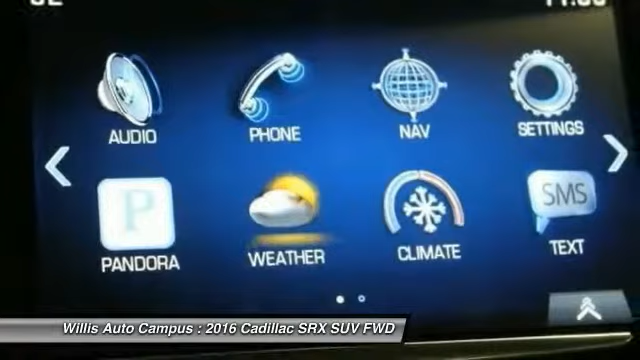 AUDIO PHONE NAV SETTINGS
P SMS
PANDORA WEATHER CLIMATE TEXT
Willis Auto Campus : 2016 Cadillac SRX SUV FWD